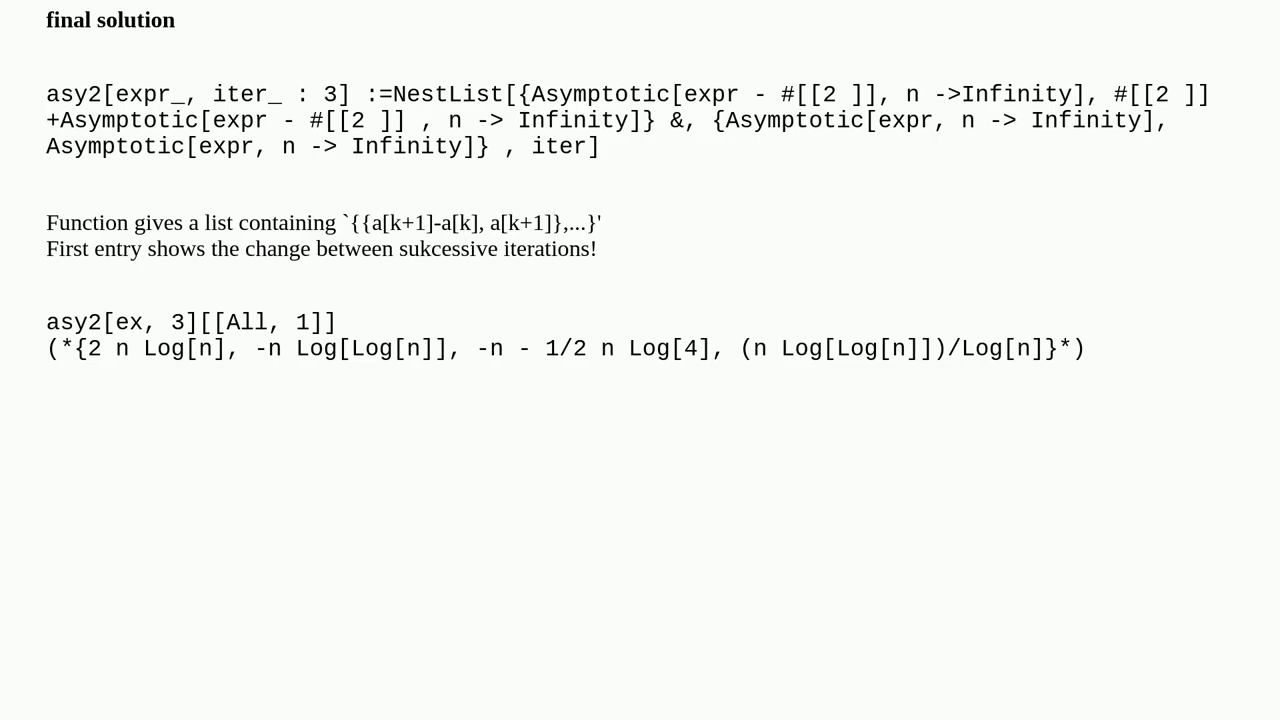 final solution
asy2[expr_, iter_ : 3] :=NestList[{Asymptotic[expr - #[[2 ]], n ->Infinity], #[[2 ]]
+Asymptotic[expr - #[[2 ]] , n -> Infinity]} &, {Asymptotic[expr, n -> Infinity],
Asymptotic[expr, n -> Infinity]} , iter]
Function gives a list containing `{{a[k+1]-a[k], a[k+1]},...}'
First entry shows the change between sukcessive iterations!
asy2[ex, 3][[All, 1]]
(*{2 n Log[n], -n Log[Log[n]], -n - 1/2 n Log[4], (n Log[Log[n]])/Log[n]}*)